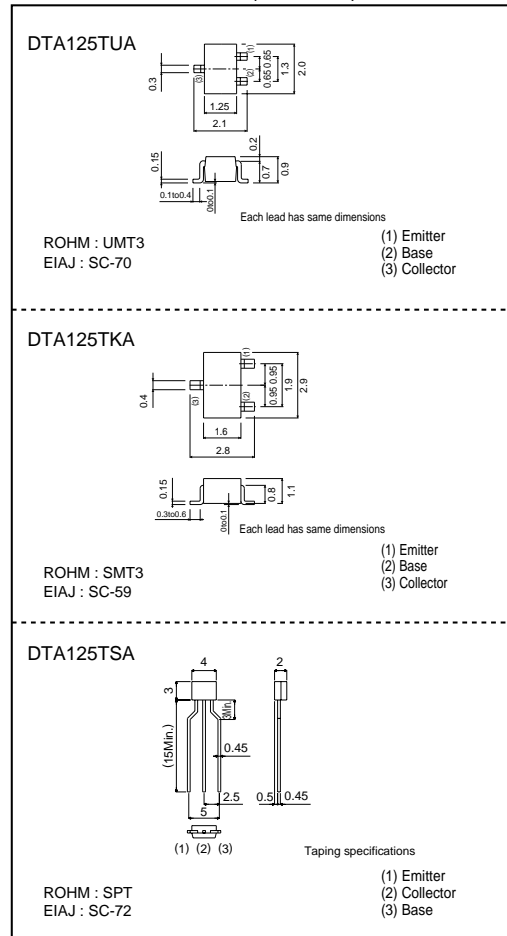 DTA125TUA
(1)
(2)
(3)
0.3
0.65 0.65
1.3
2.0
1.25
2.1
0.15
0.2
0.7
0.9
0.1to0.4
0to0.1
Each lead has same dimensions
ROHM : UMT3
EIAJ : SC-70
(1) Emitter
(2) Base
(3) Collector
DTA125TKA
(1)
(2)
(3)
0.4
0.95 0.95
1.9
2.9
1.6
2.8
0.15
0.8
1.1
0.3to0.6
0to0.1
Each lead has same dimensions
ROHM : SMT3
EIAJ : SC-59
(1) Emitter
(2) Base
(3) Collector
DTA125TSA
4
2
3
3Min.
(15Min.)
0.45
2.5
0.5
0.45
5
(1) (2) (3)
Taping specifications
ROHM : SPT
EIAJ : SC-72
(1) Emitter
(2) Collector
(3) Base